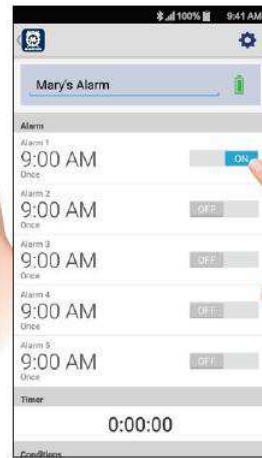 100% 9:41 AM
Mary's Alarm
Alarm
Alarm 1
9:00 AM ON
Once
Alarm 2
9:00 AM OFF
Once
Alarm 3
9:00 AM OFF
Once
Alarm 4
9:00 AM OFF
Once
Alarm 5
9:00 AM OFF
Once
Timer
0:00:00
Conditions